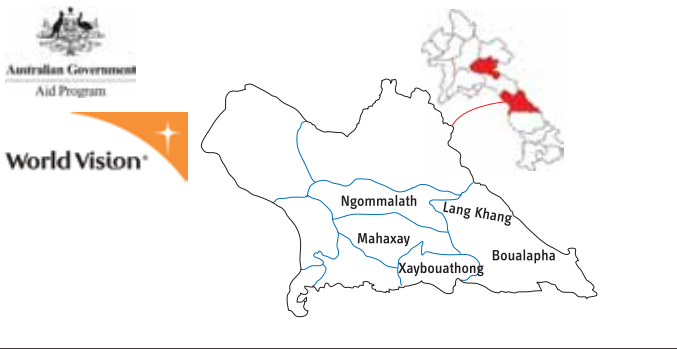 Australian Government
Aid Program
World Vision
Ngommalath
Lang Khang
Mahaxay
Boualapha
Xaybouathong